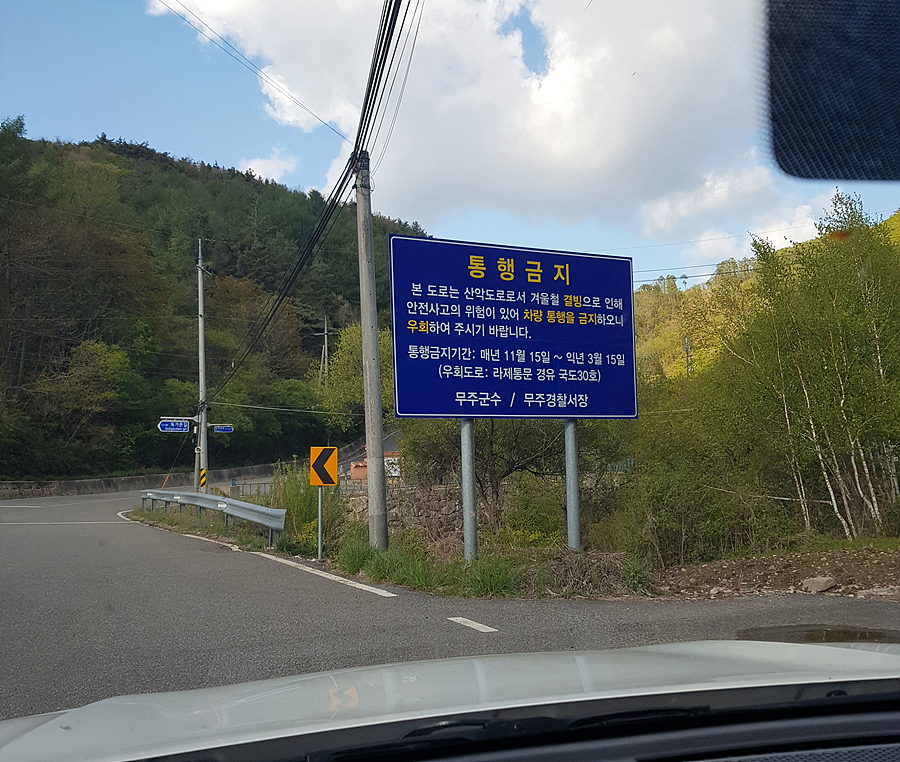 통행금지
본 도로는 산악도로로서 겨울철 결빙으로 인해
안전사고의 위험이 있어 차량 통행을 금지하오니
우회하여 주시기 바랍니다.
통행금지기간: 매년 11월 15일 ~ 익년 3월 15일
(우회도로: 라제통문 경유 국도30호)
무주군수 / 무주경찰서장